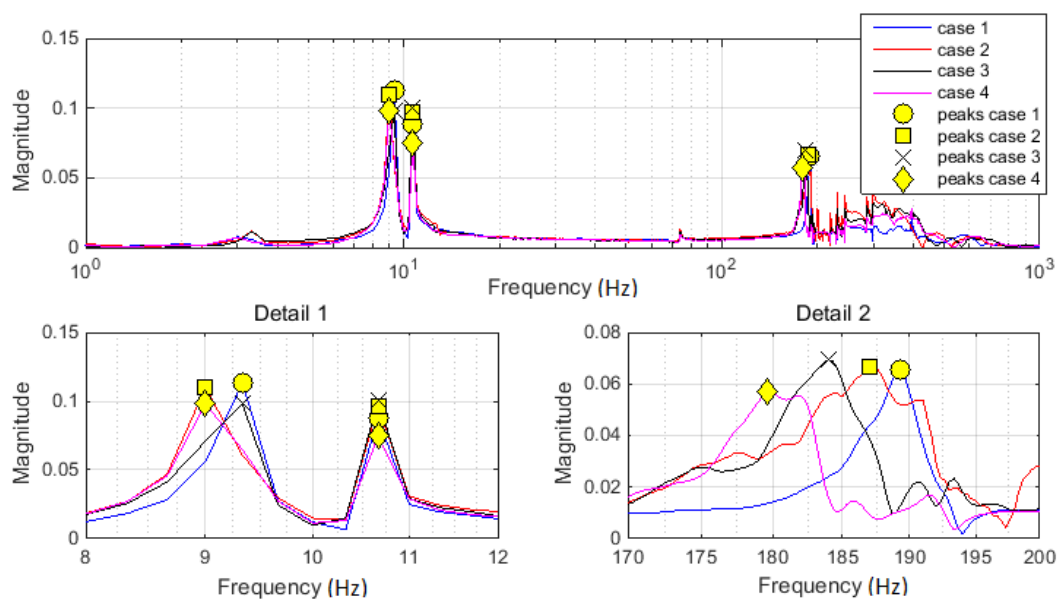 0.15
0.1
0.05
0
Magnitude
10^0
10^1
10^2
10^3
Frequency (Hz)
case 1
case 2
case 3
case 4
peaks case 1
peaks case 2
peaks case 3
peaks case 4
Detail 1
0.15
0.1
0.05
0
Magnitude
8
9
10
11
12
Frequency (Hz)
Detail 2
0.08
0.06
0.04
0.02
0
Magnitude
170
175
180
185
190
195
200
Frequency (Hz)